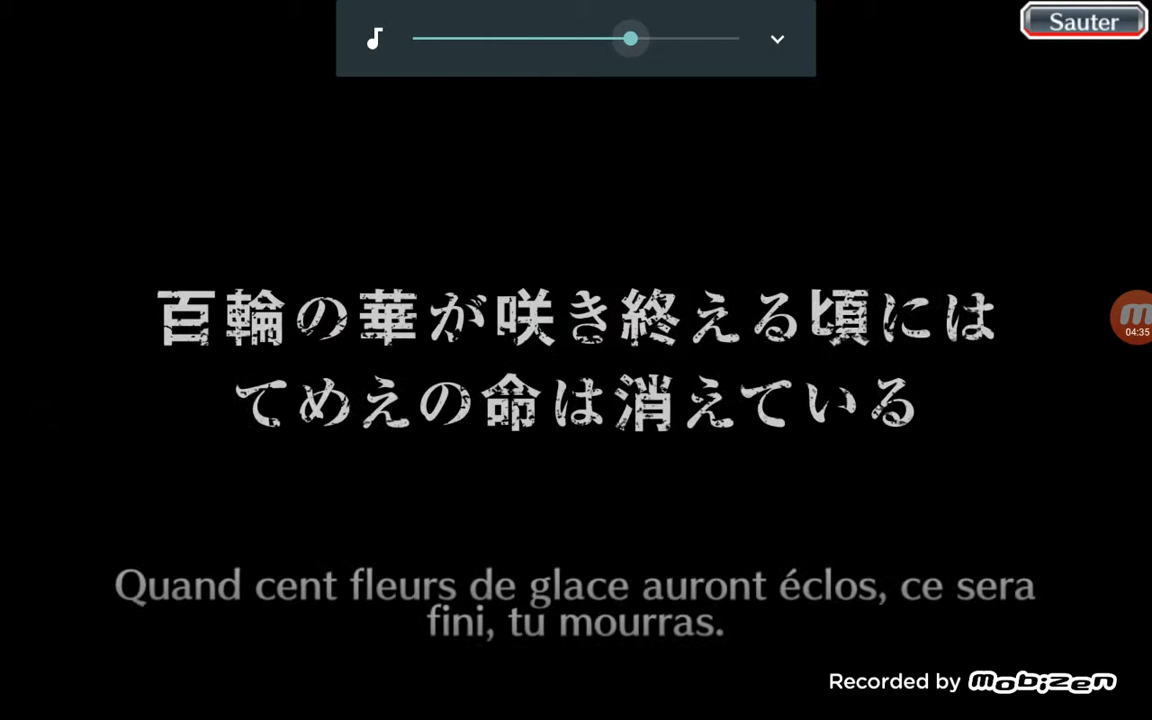 Sauter
04:35
百輪の華が咲き終える頃には
てめえの命は消えている
Quand cent fleurs de glace auront éclos, ce sera
fini, tu mourras.
Recorded by mobizen